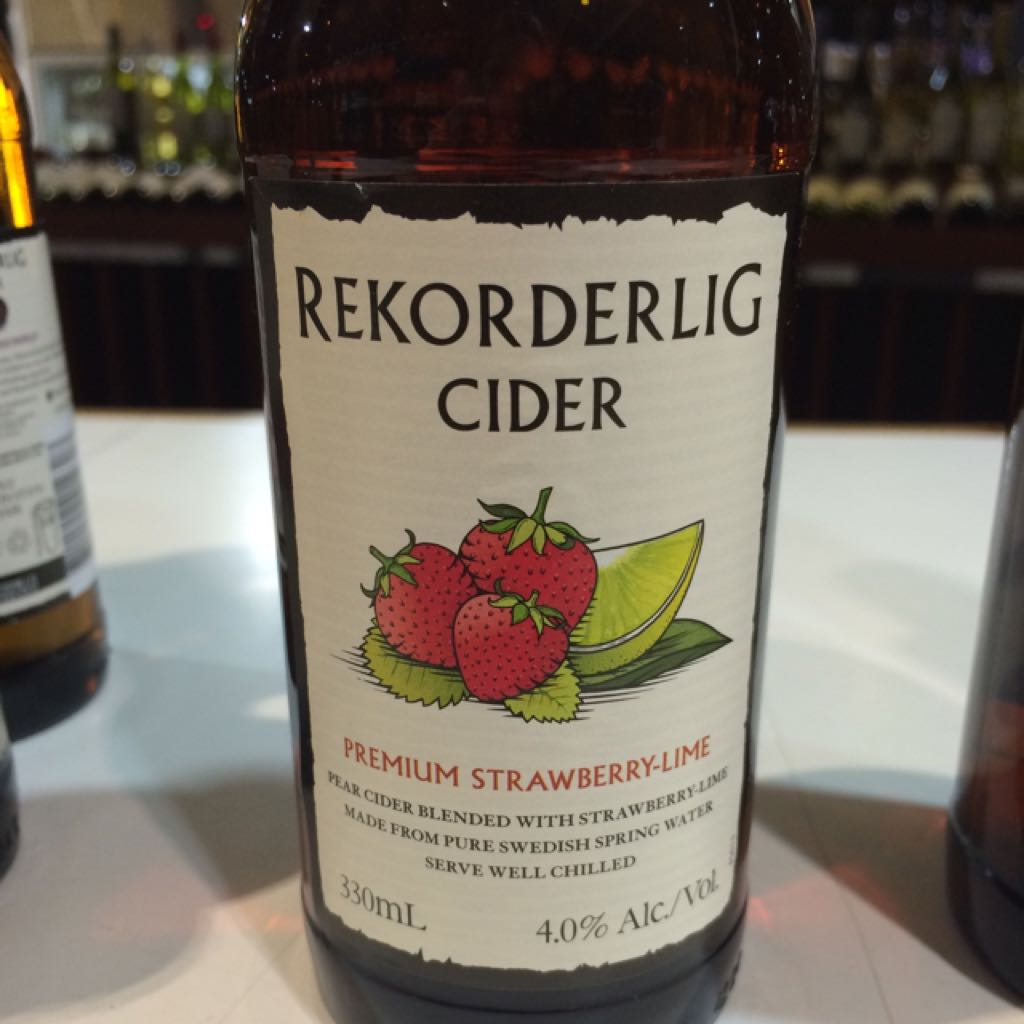 REKORDERLIG
CIDER
PREMIUM STRAWBERRY-LIME
PEAR CIDER BLENDED WITH STRAWBERRY-LIME
MADE FROM PURE SWEDISH SPRING WATER
SERVE WELL CHILLED
330mL
4.0% Alc./Vol.